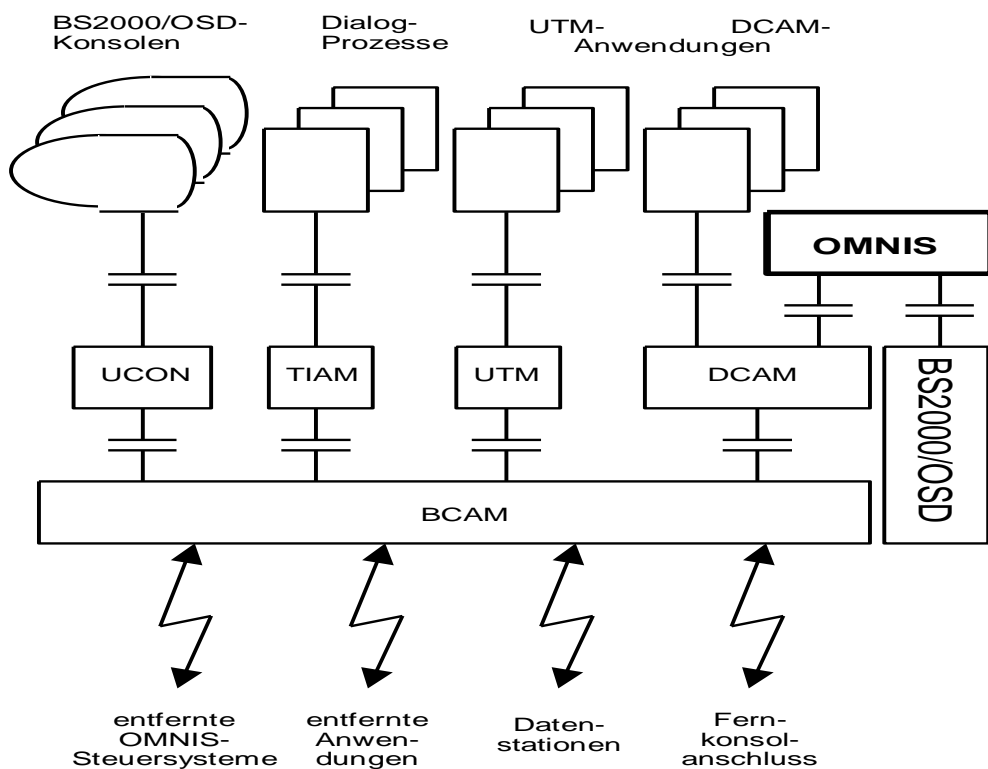 BS2000/OSD-
Konsolen
Dialog-
Prozesse
UTM- DCAM-
Anwendungen
OMNIS
UCON
TIAM
UTM
DCAM
BS2000/OSD
BCAM
entfernte
OMNIS-
Steuersysteme
entfernte
Anwen-
dungen
Daten-
stationen
Fern-
konsol-
anschluss